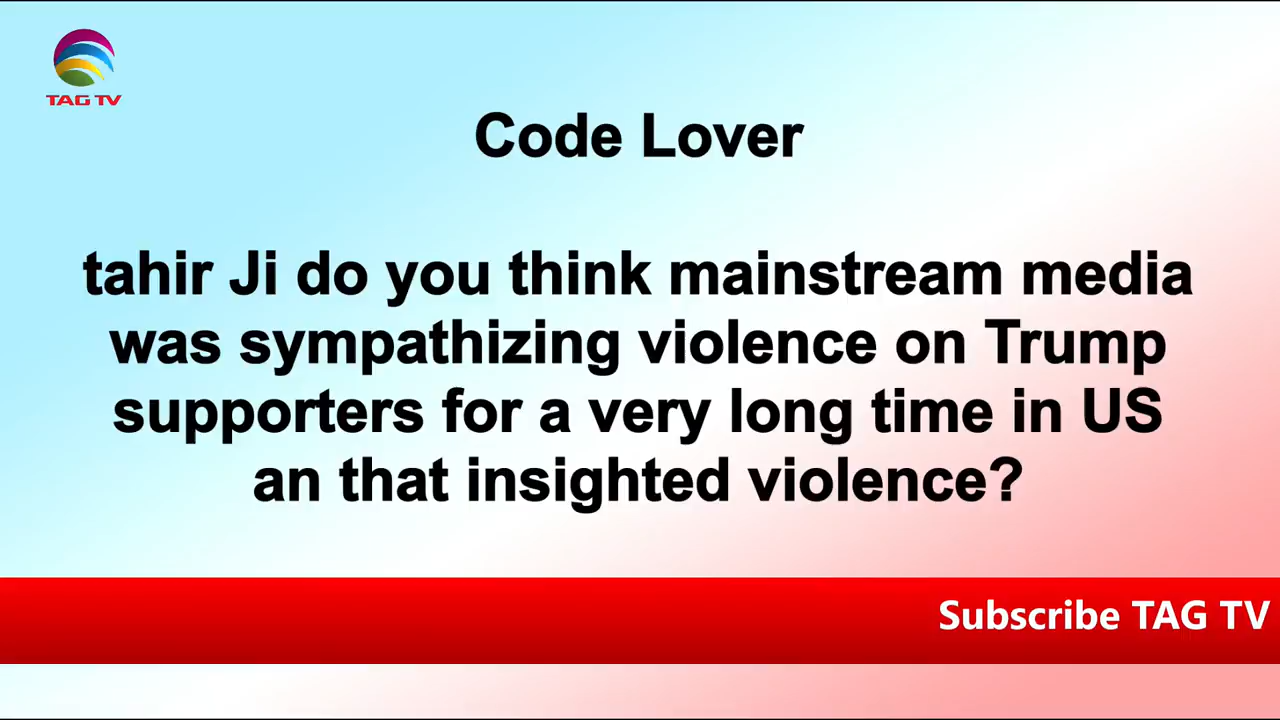 TAG TV
Code Lover
tahir Ji do you think mainstream media
was sympathizing violence on Trump
supporters for a very long time in US
an that insighted violence?
Subscribe TAG TV